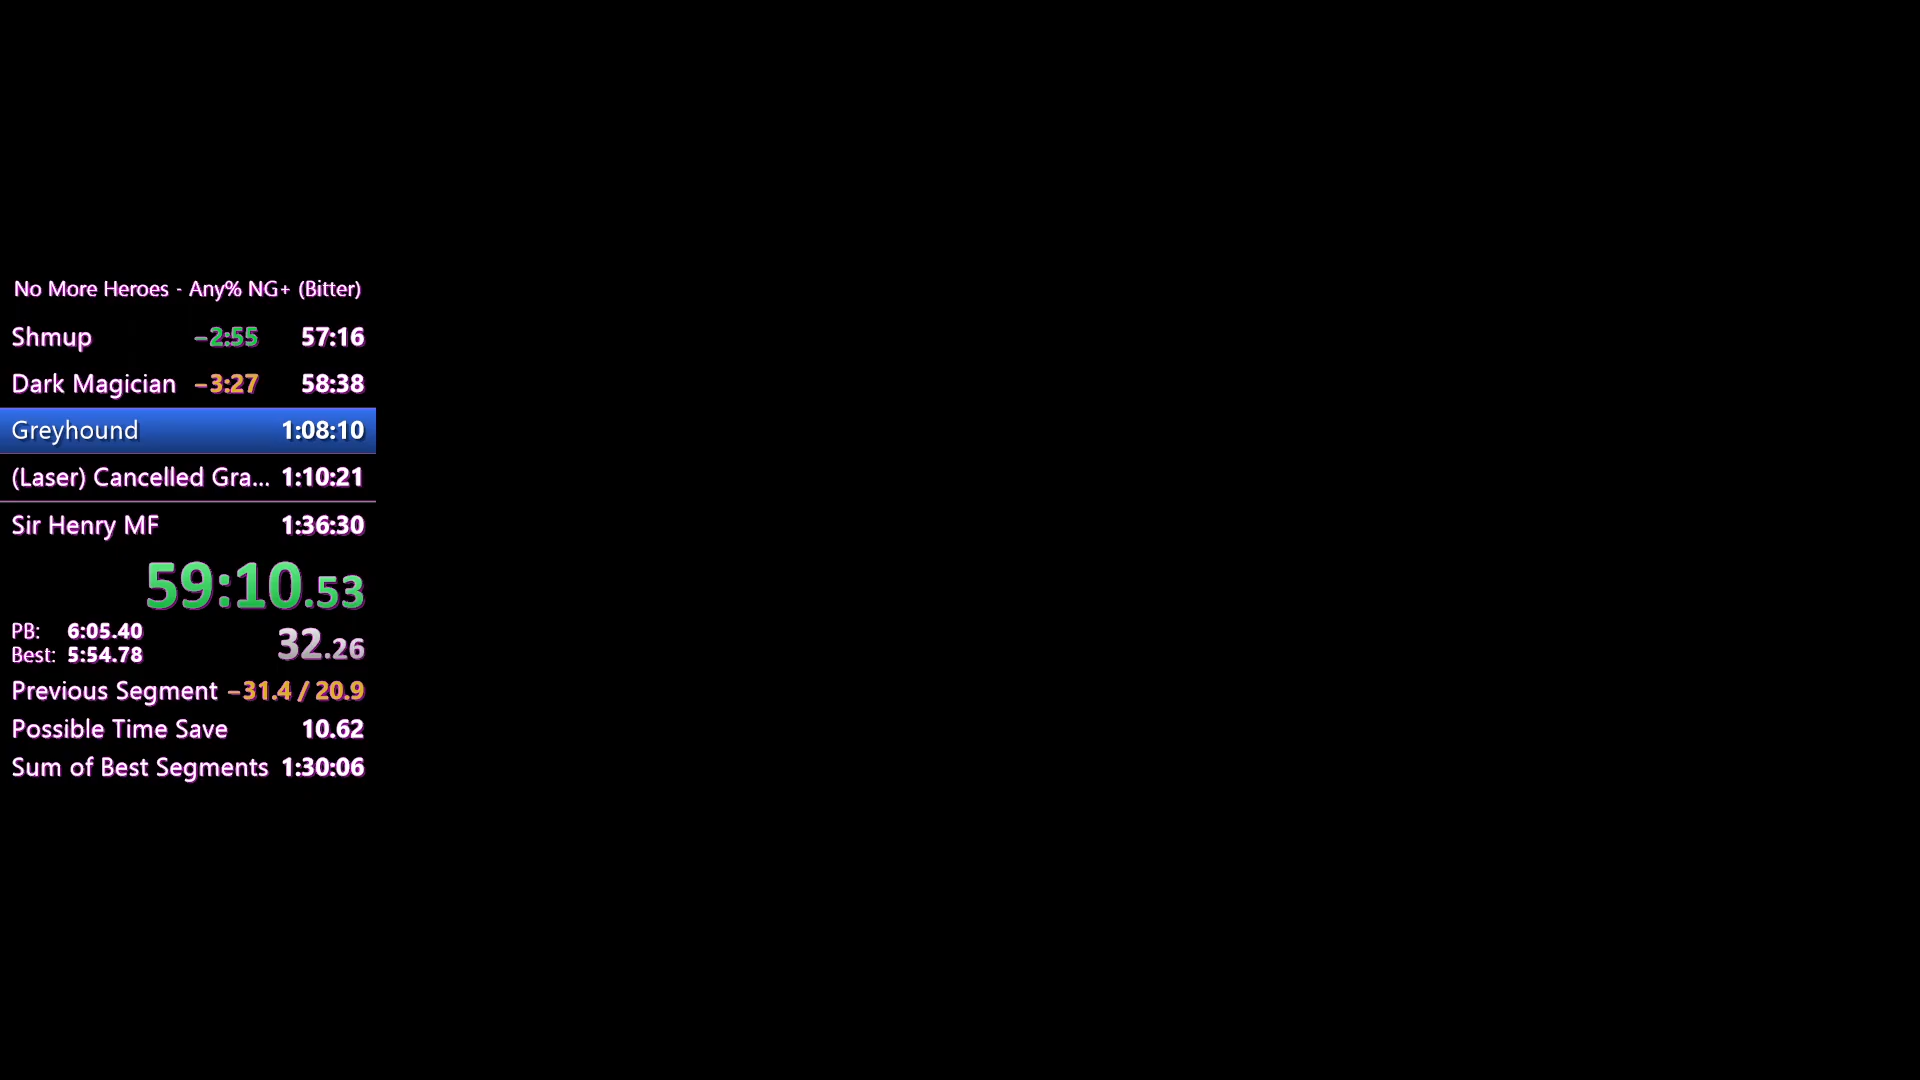 No More Heroes - Any% NG+ (Bitter)
Shmup −2:55 57:16
Dark Magician −3:27 58:38
Greyhound 1:08:10
(Laser) Cancelled Gra... 1:10:21
Sir Henry MF 1:36:30
59:10.53
PB: 6:05.40
Best: 5:54.78
32.26
Previous Segment −31.4 / 20.9
Possible Time Save 10.62
Sum of Best Segments 1:30:06